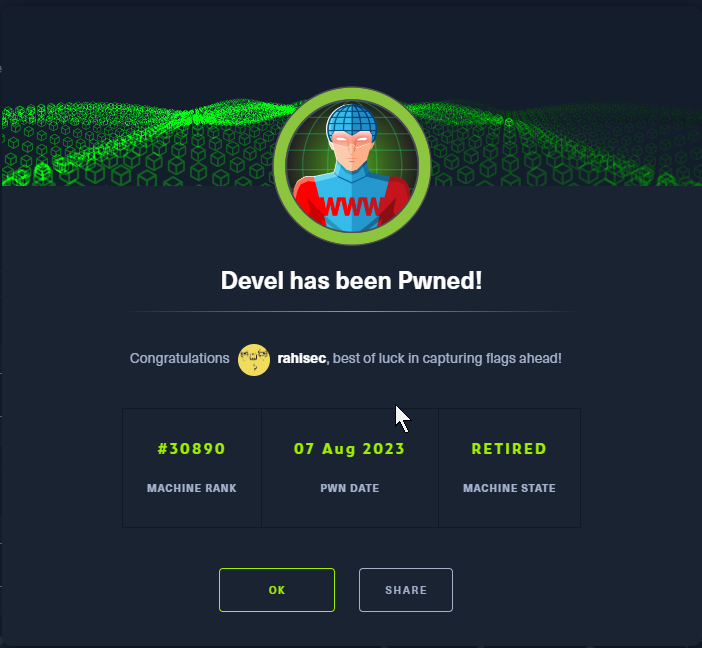 WWW
Devel has been Pwned!
Congratulations rahlsec, best of luck in capturing flags ahead!
#30890 07 Aug 2023 RETIRED
MACHINE RANK PWN DATE MACHINE STATE
OK SHARE